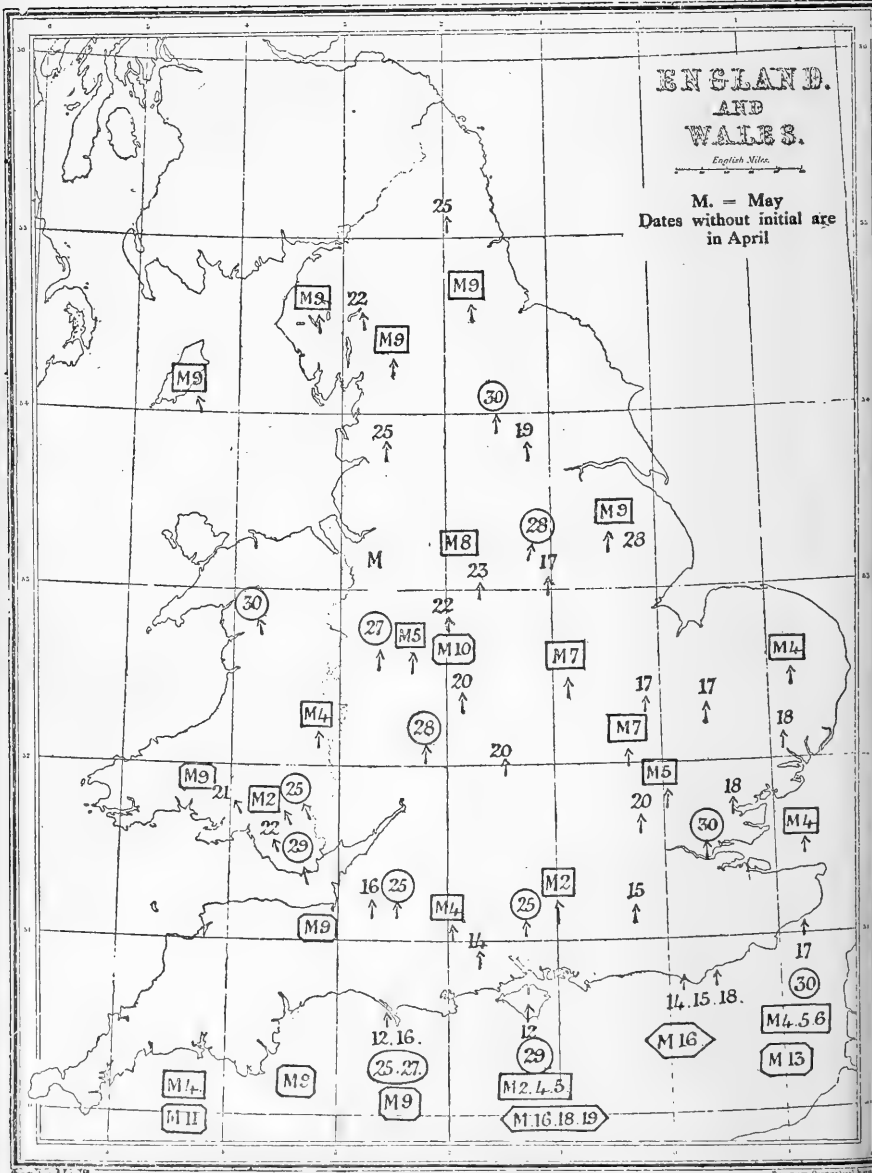 ENGLAND.
AND
WALES.
English Miles.
M. = May
Dates without initial are
in April
25
M9
22
M9
M9
M9
30
25
19
28
M9
23
M8
M
23
17
30
22
27
M5
M10
M7
M4
20
17
17
M4
28
M7
18
20
M9
21
M2
25
M5
18
20
22
29
30
M4
16
25
M4
M2
25
15
M9
14
17
12.16.
12
14.15.18.
30
25.27.
29
M16
M4.5.6
M4
M9
M9
M2.4.5
M13
M11
M.16.18.19